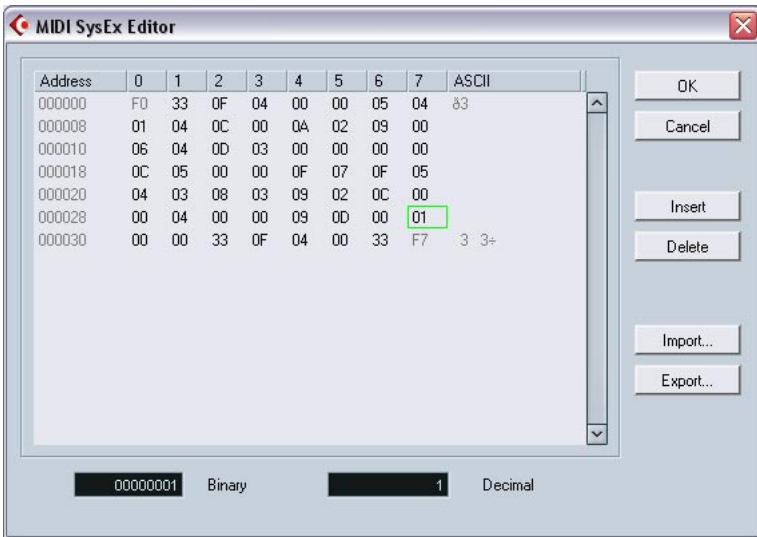 MIDI SysEx Editor
Address 0 1 2 3 4 5 6 7 ASCII
000000 F0 33 0F 04 00 00 05 04 ð3
000008 01 04 0C 00 0A 02 09 00
000010 06 04 0D 03 00 00 00 00
000018 0C 05 00 00 0F 07 0F 05
000020 04 03 08 03 09 02 0C 00
000028 00 04 00 00 09 0D 00 01
000030 00 00 33 0F 04 00 33 F7 3 3÷
OK
Cancel
Insert
Delete
Import...
Export...
00000001 Binary 1 Decimal